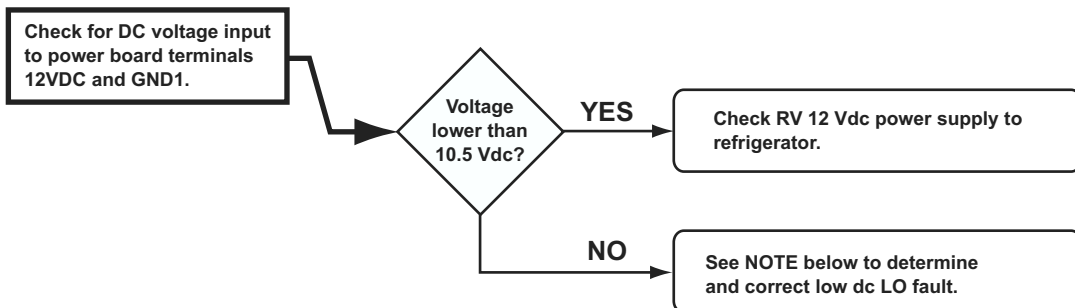 Check for DC voltage input
to power board terminals
12VDC and GND1.
Voltage
lower than
10.5 Vdc?
YES
Check RV 12 Vdc power supply to
refrigerator.
NO
See NOTE below to determine
and correct low dc LO fault.